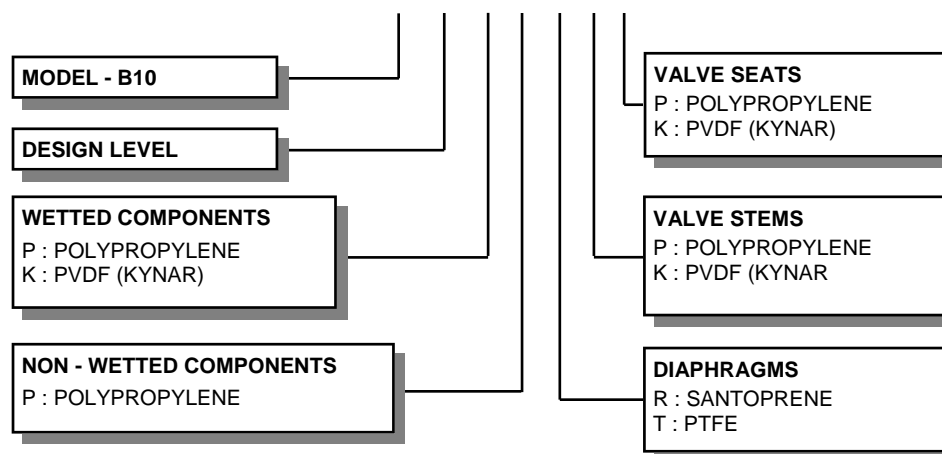 MODEL - B10
DESIGN LEVEL
WETTED COMPONENTS
P : POLYPROPYLENE
K : PVDF (KYNAR)
NON - WETTED COMPONENTS
P : POLYPROPYLENE
VALVE SEATS
P : POLYPROPYLENE
K : PVDF (KYNAR)
VALVE STEMS
P : POLYPROPYLENE
K : PVDF (KYNAR
DIAPHRAGMS
R : SANTOPRENE
T : PTFE